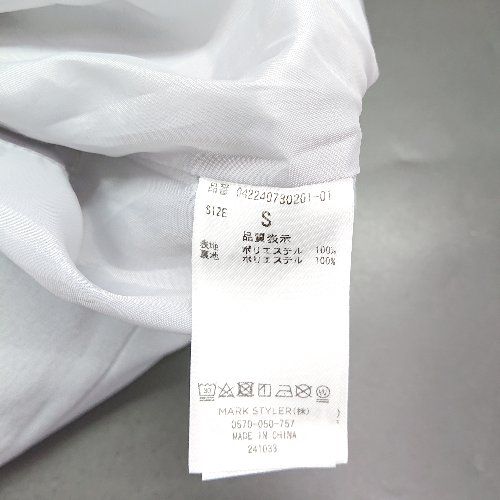 品番 042240730201-01
SIZE S
品質表示
表地 ポリエステル 100%
裏地 ポリエステル 100%
MARK STYLER(株)
0570-050-757
MADE IN CHINA
241033